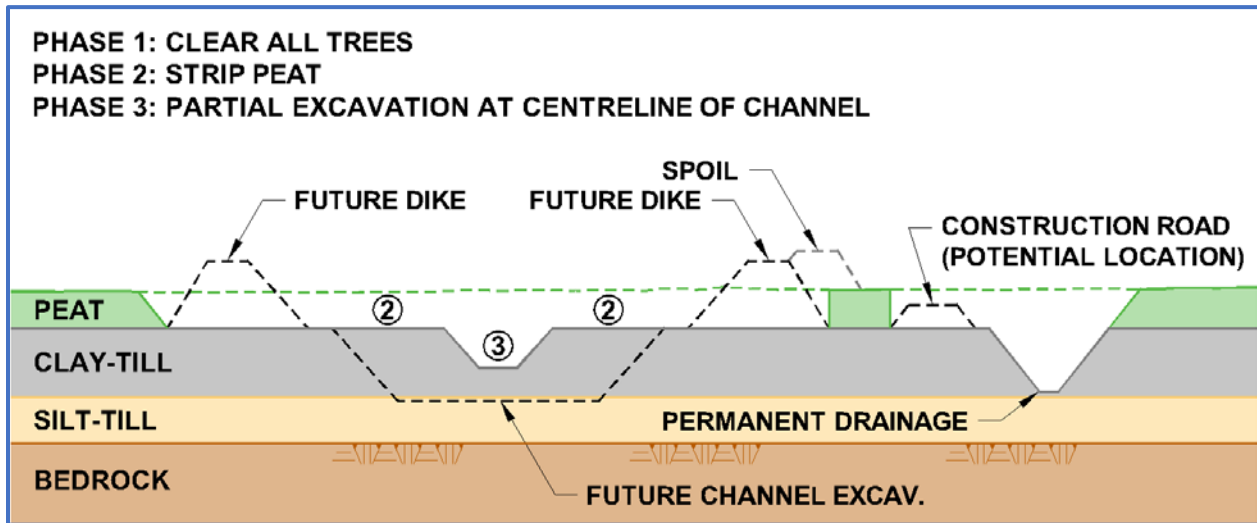 PHASE 1: CLEAR ALL TREES
PHASE 2: STRIP PEAT
PHASE 3: PARTIAL EXCAVATION AT CENTRELINE OF CHANNEL
SPOIL
FUTURE DIKE
FUTURE DIKE
CONSTRUCTION ROAD
(POTENTIAL LOCATION)
PEAT
2
2
3
CLAY-TILL
SILT-TILL
PERMANENT DRAINAGE
BEDROCK
FUTURE CHANNEL EXCAV.